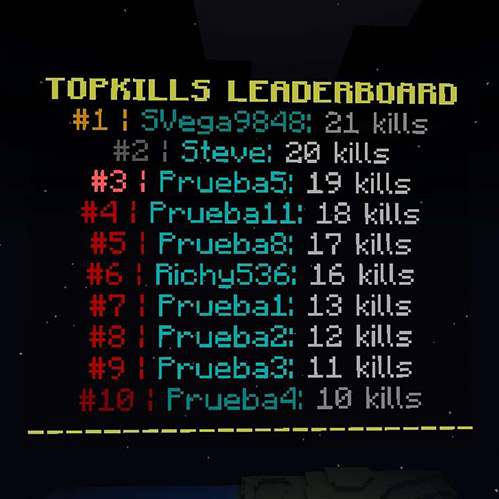 TOPKILLS LEADERBOARD
#1 | SVega9848: 21 kills
#2 | Steve: 20 kills
#3 | Prueba5: 19 kills
#4 | Prueba11: 18 kills
#5 | Prueba8: 17 kills
#6 | Richy536: 16 kills
#7 | Prueba1: 13 kills
#8 | Prueba2: 12 kills
#9 | Prueba3: 11 kills
#10 | Prueba4: 10 kills